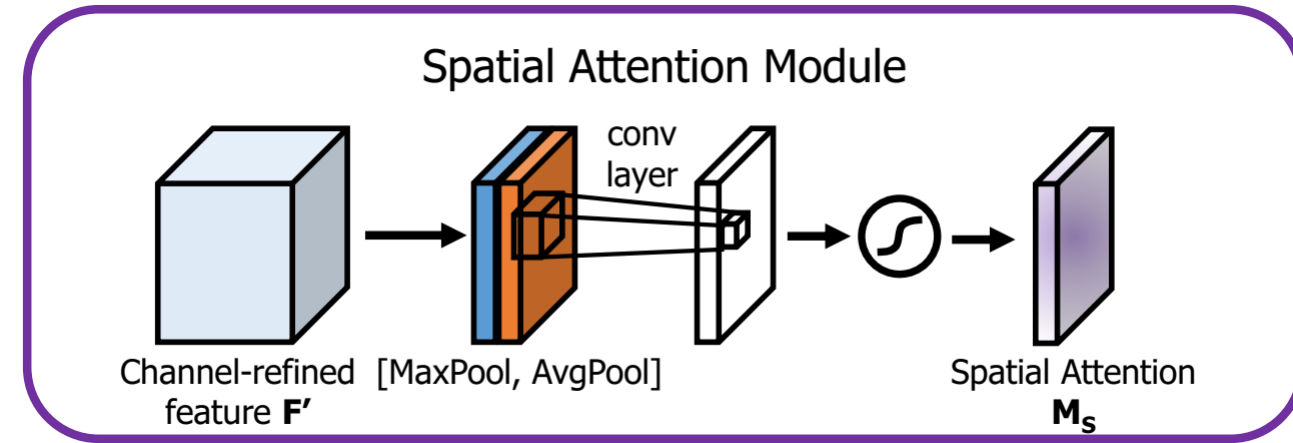 Spatial Attention Module
conv
layer
Channel-refined
feature F’
[MaxPool, AvgPool]
Spatial Attention
Ms